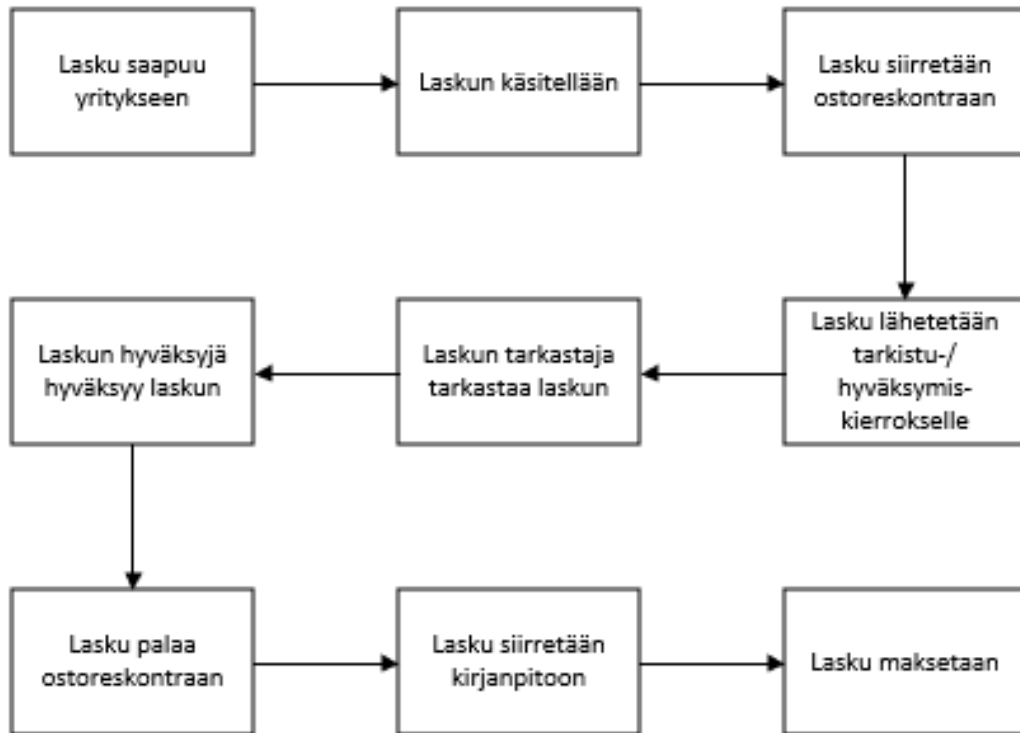 Lasku saapuu
yritykseen
Laskun käsitellään
Lasku siirretään
ostoreskontraan
Lasku lähetetään
tarkistu-/
hyväksymis-
kierrokselle
Laskun tarkastaja
tarkastaa laskun
Laskun hyväksyjä
hyväksyy laskun
Lasku palaa
ostoreskontraan
Lasku siirretään
kirjanpitoon
Lasku maksetaan